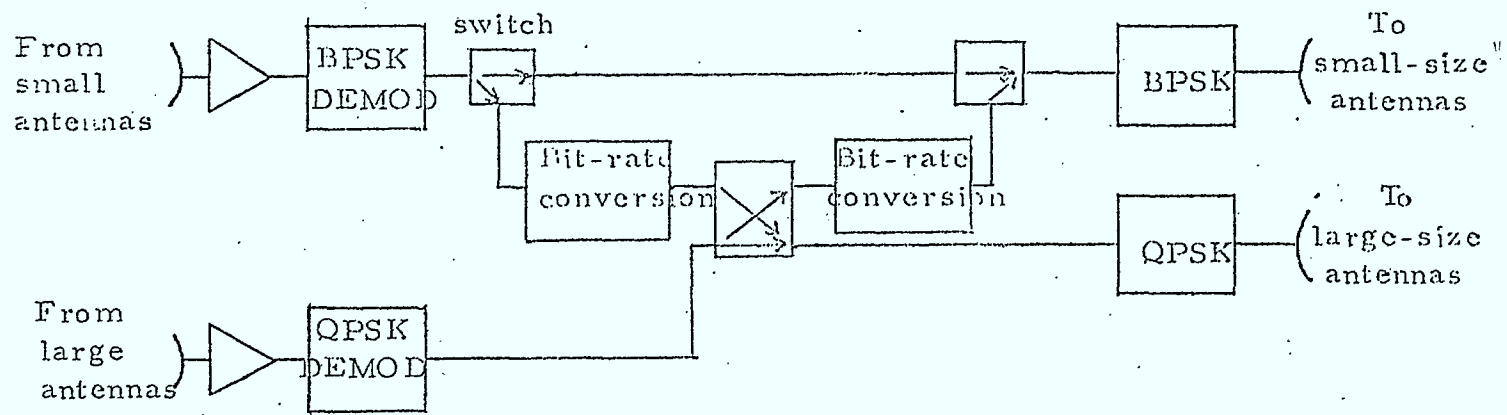 From
small
antennas
BPSK
DEMOD
switch
Bit-rate
conversion
Bit-rate
conversion
BPSK
To
small-size"
antennas
QPSK
To
large-size
antennas
From
large
antennas
QPSK
DEMOD